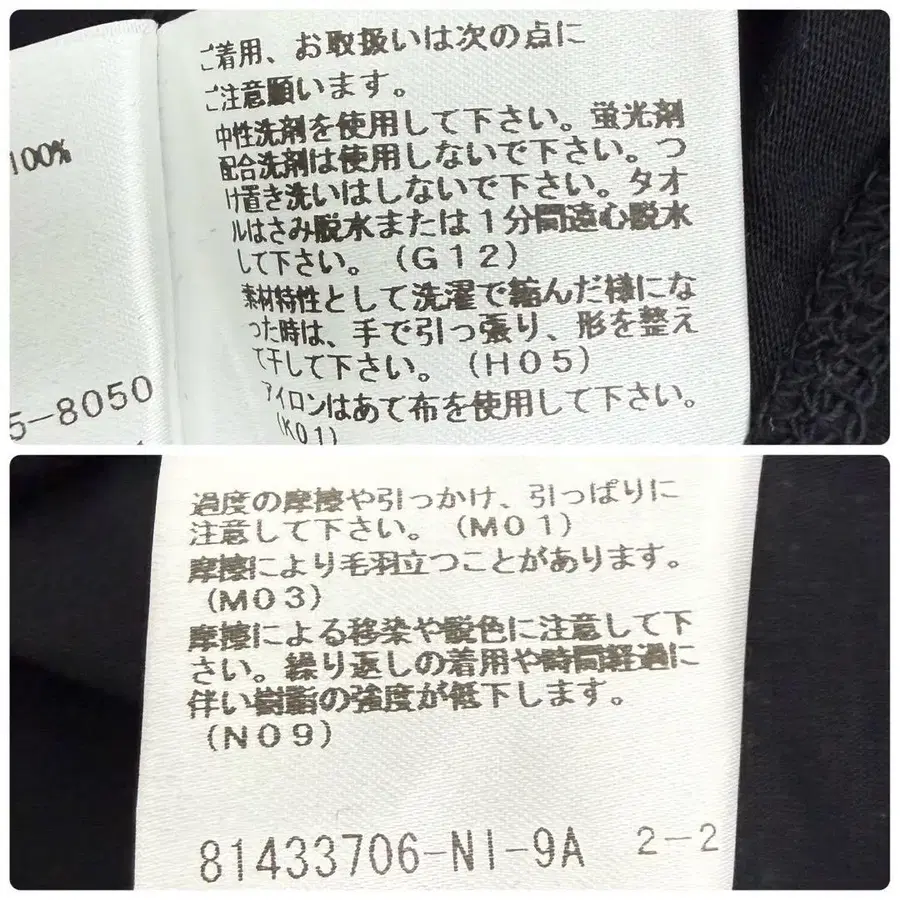 100%
5-8050
ご着用、お取扱いは次の点に
ご注意願います。
中性洗剤を使用して下さい。蛍光剤
配合洗剤は使用しないで下さい。つ
け置き洗いはしないで下さい。タオ
ルはさみ脱水または1分間遠心脱水
して下さい。(G12)
素材特性として洗濯で縮んだ様にな
った時は、手で引っ張り、形を整え
て干して下さい。(H05)
アイロンはあて布を使用して下さい。
(K01)
過度の摩擦や引っかけ、引っぱりに
注意して下さい。(M01)
摩擦により毛羽立つことがあります。
(M03)
摩擦による移染や脱色に注意して下
さい。繰り返しの着用や時間経過に
伴い樹脂の強度が低下します。
(N09)
81433706-NI-9A 2-2